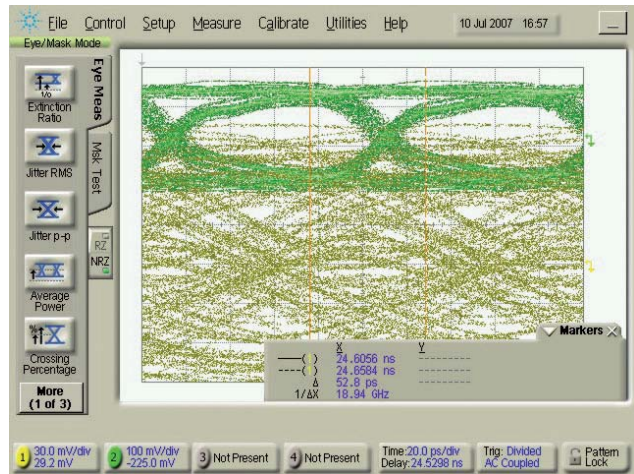 File Control Setup Measure Calibrate Utilities Help 10 Jul 2007 16:57
Eye/Mask Mode
Eye Meas
Msk Test
RZ
NRZ
1/0
Extinction
Ratio
Jitter RMS
Jitter p-p
Average
Power
Crossing
Percentage
More
(1 of 3)
Markers
X Y
——( ) 24.6056 ns ---------
----( ) 24.6584 ns ---------
Δ 52.8 ps
1/ΔX 18.94 GHz
1 30.0 mV/div
29.2 mV
2 100 mV/div
-225.0 mV
3 Not Present
4 Not Present
Time:20.0 ps/div
Delay:24.5298 ns
Trig: Divided
AC Coupled
Pattern
Lock